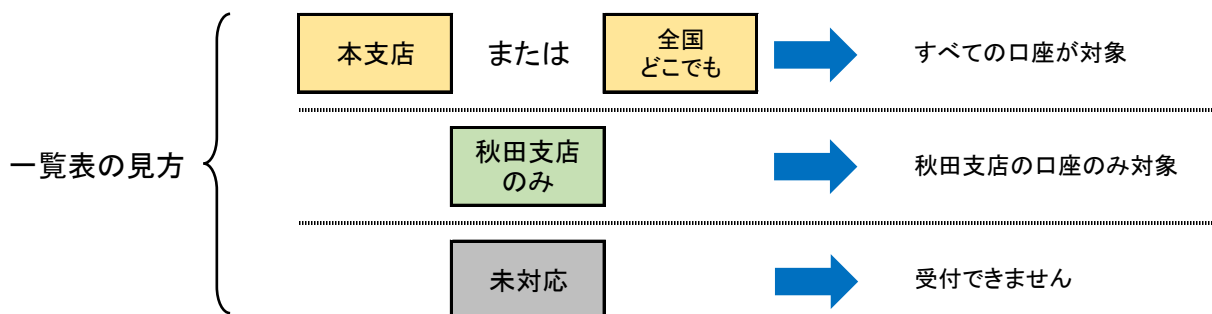 本支店
または
全国
どこでも
すべての口座が対象
一覧表の見方
秋田支店
のみ
秋田支店の口座のみ対象
未対応
受付できません